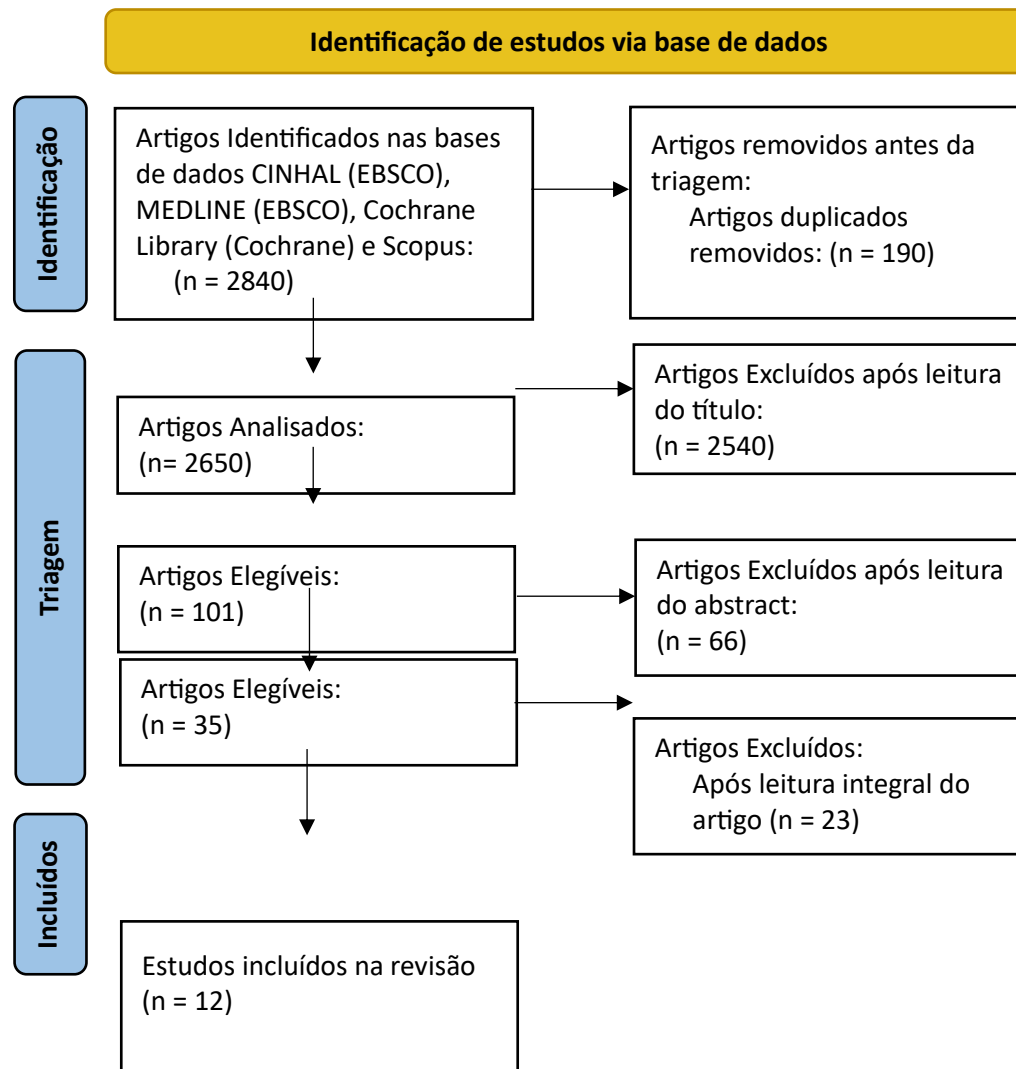 Identificação de estudos via base de dados
Identificação
Artigos Identificados nas bases
de dados CINHAL (EBSCO),
MEDLINE (EBSCO), Cochrane
Library (Cochrane) e Scopus:
(n = 2840)
Artigos removidos antes da
triagem:
Artigos duplicados
removidos: (n = 190)
Triagem
Artigos Analisados:
(n= 2650)
Artigos Excluídos após leitura
do título:
(n = 2540)
Artigos Elegíveis:
(n = 101)
Artigos Excluídos após leitura
do abstract:
(n = 66)
Artigos Elegíveis:
(n = 35)
Artigos Excluídos:
Após leitura integral do
artigo (n = 23)
Incluídos
Estudos incluídos na revisão
(n = 12)